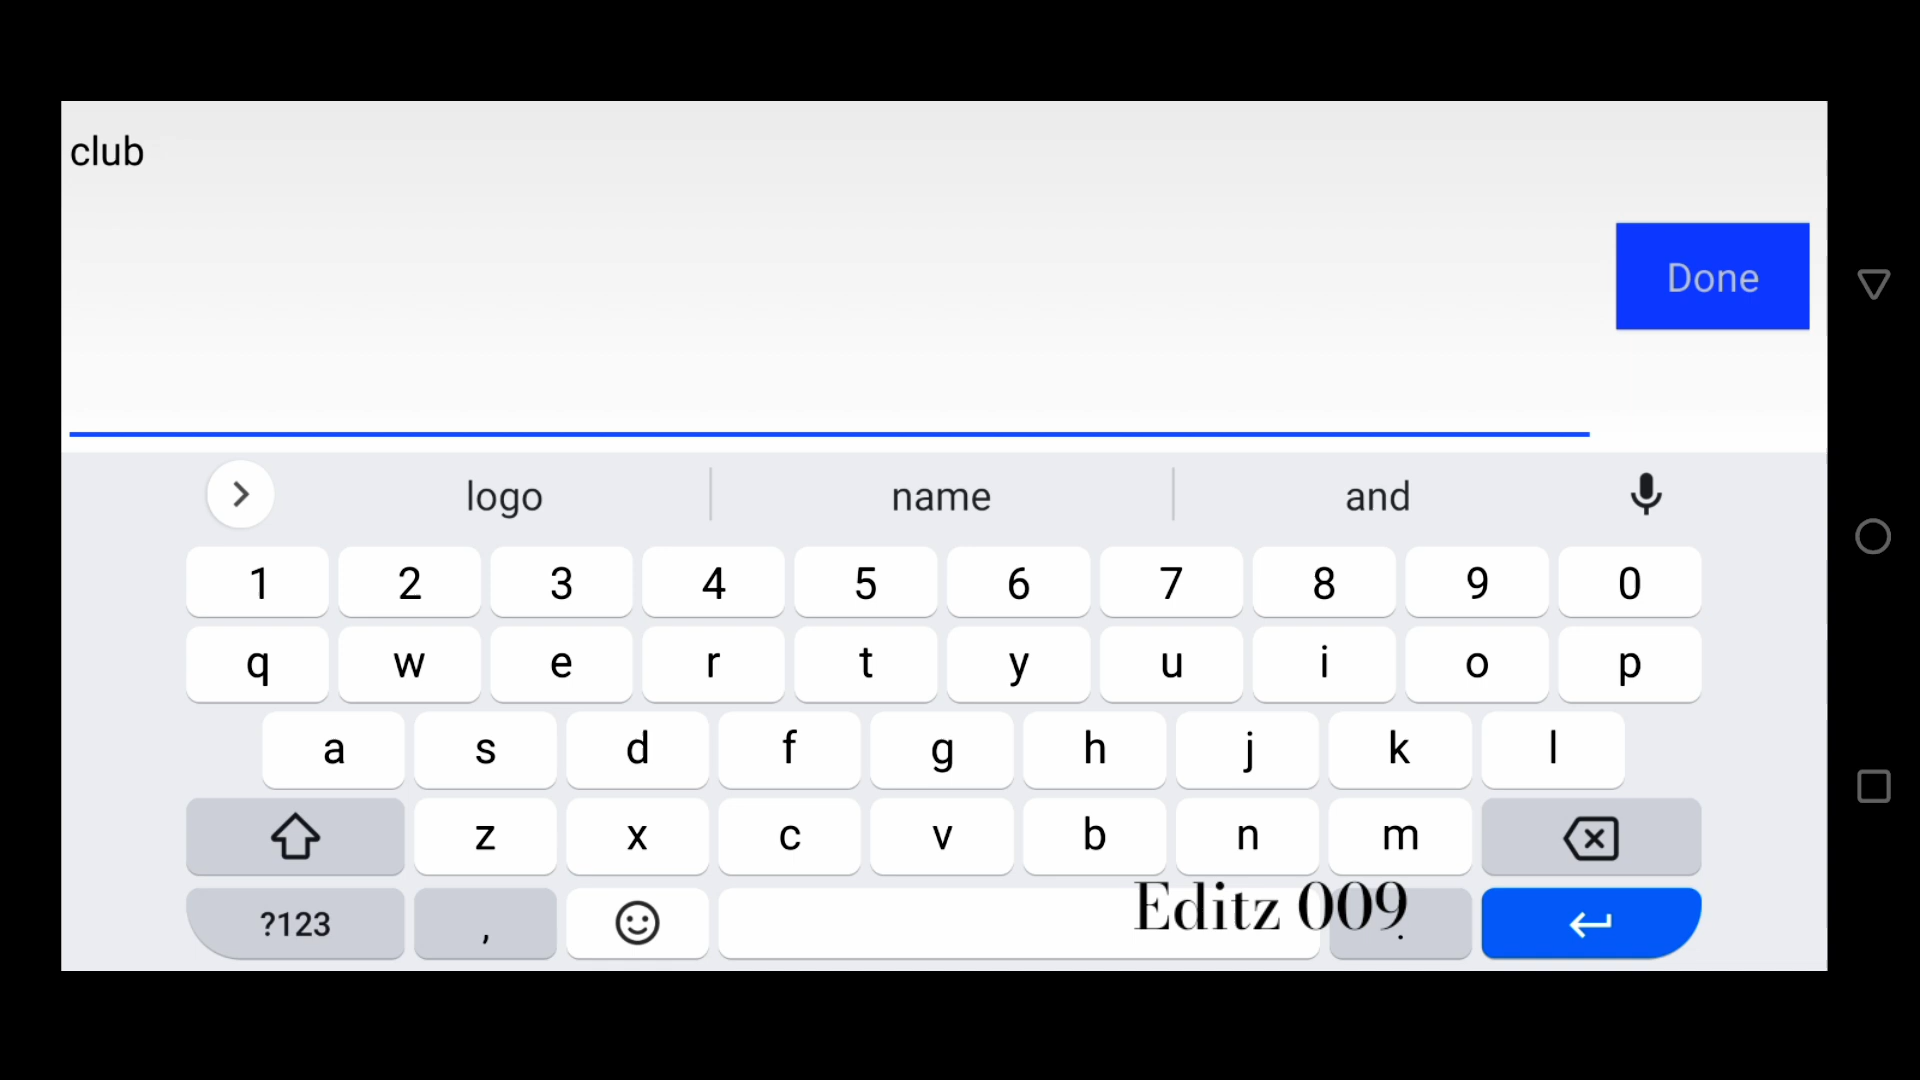 club
Done
logo name and
1 2 3 4 5 6 7 8 9 0
q w e r t y u i o p
a s d f g h j k l
z x c v b n m
?123 , .
Editz 009